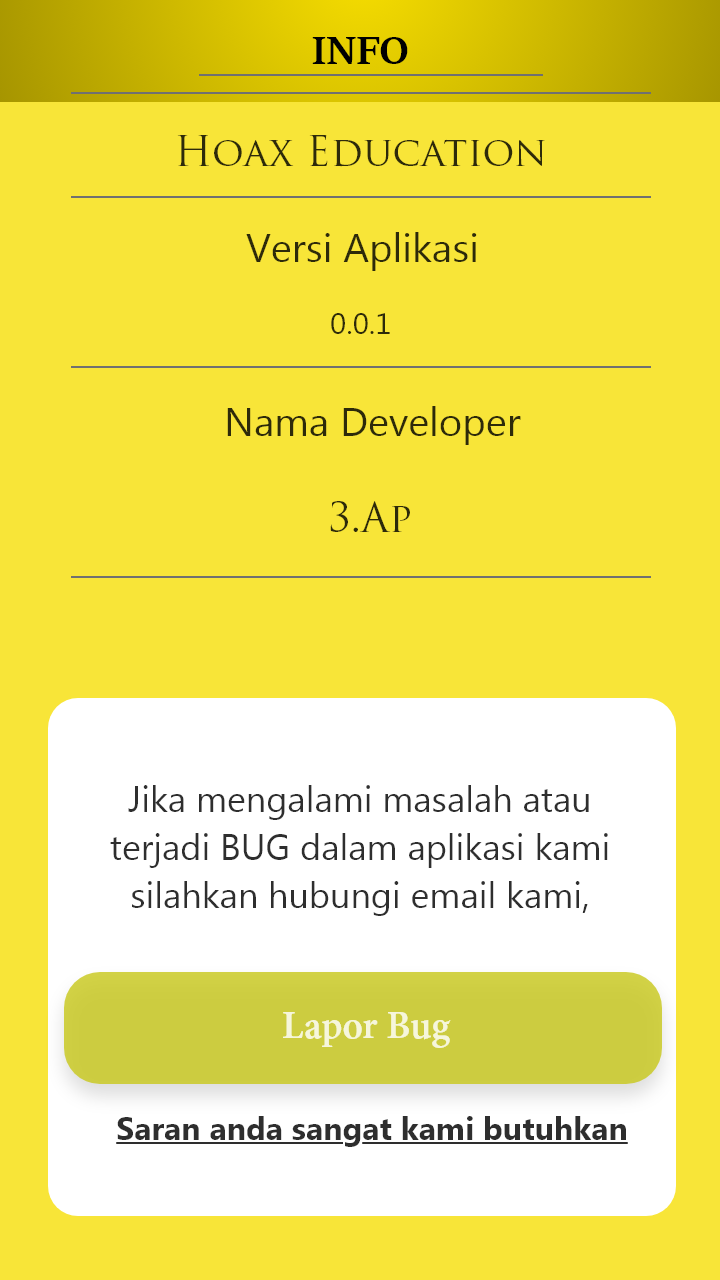 INFO
Hoax Education
Versi Aplikasi
0.0.1
Nama Developer
3.Ap
Jika mengalami masalah atau
terjadi BUG dalam aplikasi kami
silahkan hubungi email kami,
Lapor Bug
Saran anda sangat kami butuhkan